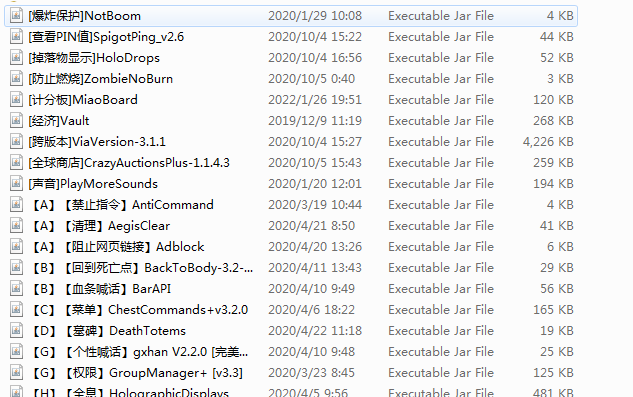 [爆炸保护]NotBoom 2020/1/29 10:08 Executable Jar File 4 KB
[查看PIN值]SpigotPing_v2.6 2020/10/4 15:22 Executable Jar File 44 KB
[掉落物显示]HoloDrops 2020/10/4 16:56 Executable Jar File 52 KB
[防止燃烧]ZombieNoBurn 2020/10/5 0:40 Executable Jar File 3 KB
[计分板]MiaoBoard 2022/1/26 19:51 Executable Jar File 120 KB
[经济]Vault 2019/12/9 11:19 Executable Jar File 268 KB
[跨版本]ViaVersion-3.1.1 2020/10/4 15:27 Executable Jar File 4,226 KB
[全球商店]CrazyAuctionsPlus-1.1.4.3 2020/10/5 15:43 Executable Jar File 259 KB
[声音]PlayMoreSounds 2020/1/20 12:01 Executable Jar File 194 KB
【A】【禁止指令】AntiCommand 2020/3/19 10:44 Executable Jar File 4 KB
【A】【清理】AegisClear 2020/4/21 8:50 Executable Jar File 41 KB
【A】【阻止网页链接】Adblock 2020/4/20 13:26 Executable Jar File 6 KB
【B】【回到死亡点】BackToBody-3.2-... 2020/4/11 13:43 Executable Jar File 29 KB
【B】【血条喊话】BarAPI 2020/4/10 9:49 Executable Jar File 56 KB
【C】【菜单】ChestCommands+v3.2.0 2020/4/6 18:22 Executable Jar File 165 KB
【D】【墓碑】DeathTotems 2020/4/22 11:18 Executable Jar File 19 KB
【G】【个性喊话】gxhan V2.2.0 [完美... 2020/4/10 9:48 Executable Jar File 25 KB
【G】【权限】GroupManager+ [v3.3] 2020/3/23 8:45 Executable Jar File 125 KB
【H】【全息】HolographicDisplays 2020/4/5 9:56 Executable Jar File 481 KB